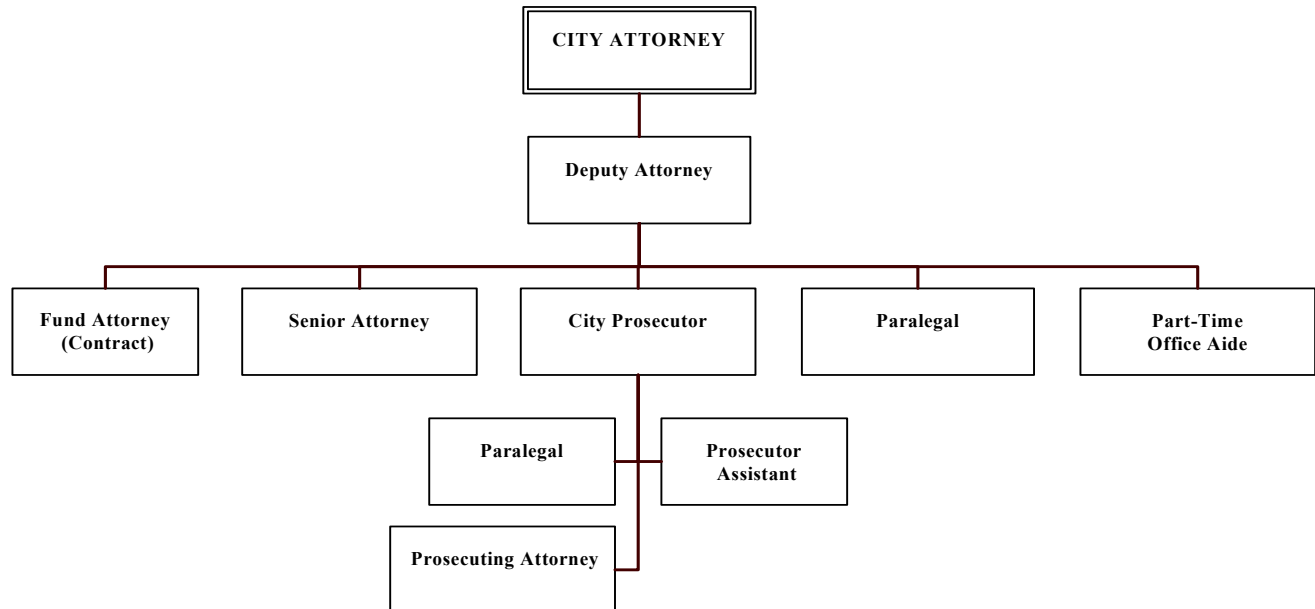 CITY ATTORNEY
Deputy Attorney
Fund Attorney
(Contract)
Senior Attorney
City Prosecutor
Paralegal
Part-Time
Office Aide
Paralegal
Prosecutor
Assistant
Prosecuting Attorney